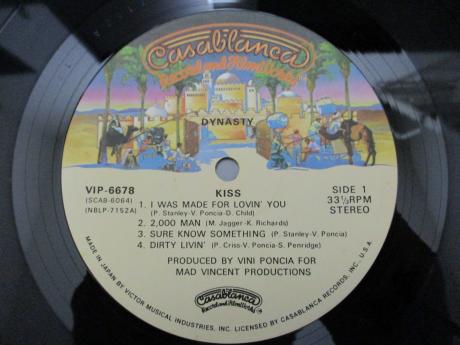 Casablanca
Record and FilmWorks
DYNASTY
VIP-6678
(SCAB-6064)
(NBLP-7152A)
KISS
SIDE 1
33⅓RPM
STEREO
1. I WAS MADE FOR LOVIN' YOU
(P. Stanley-V. Poncia-D. Child)
2. 2,000 MAN (M. Jagger-K. Richards)
3. SURE KNOW SOMETHING (P. Stanley-V. Poncia)
4. DIRTY LIVIN' (P. Criss-V. Poncia-S. Penridge)
PRODUCED BY VINI PONCIA FOR
MAD VINCENT PRODUCTIONS
Casablanca
Record and FilmWorks
MADE IN JAPAN BY VICTOR MUSICAL INDUSTRIES, INC. LICENSED BY CASABLANCA RECORDS, INC., U.S.A.